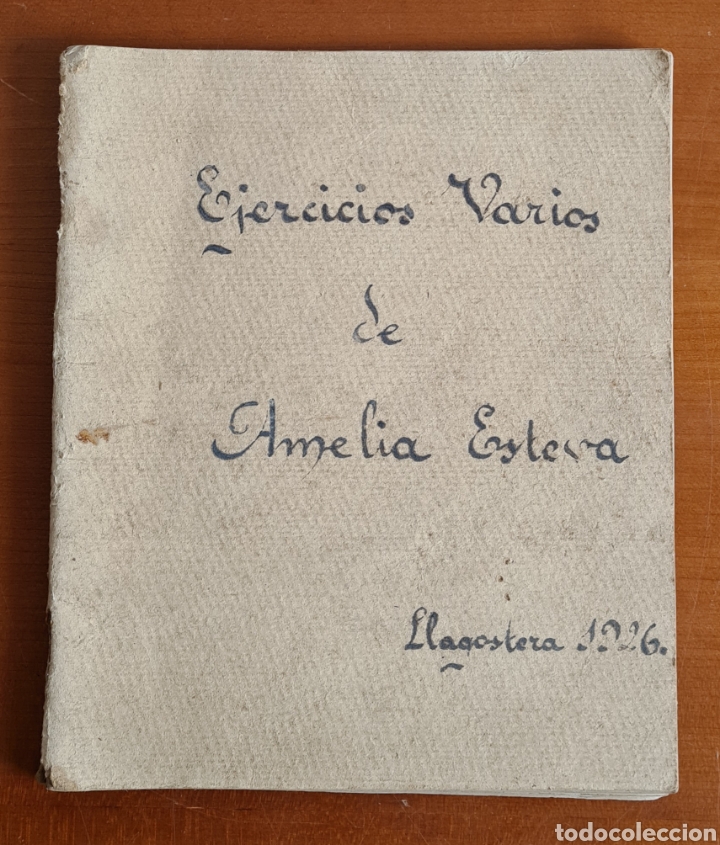 Ejercicios Varios
de
Amelia Esteva
Llagostera 1926.
todocoleccion